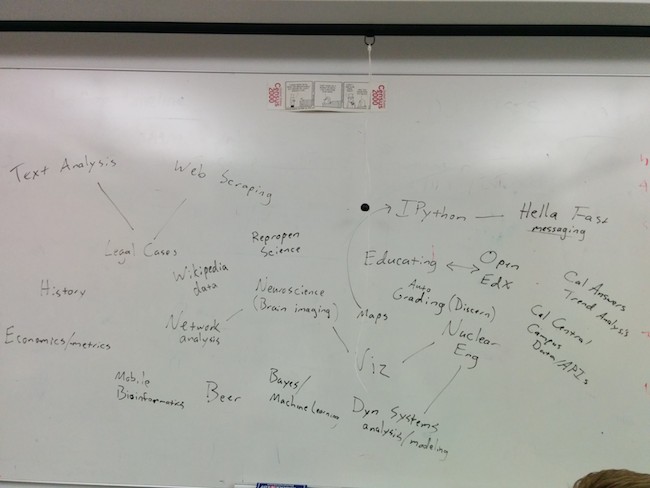 Census 2000
Census 2000
Text Analysis
Web Scraping
IPython
Hella Fast
messaging
Legal Cases
Repropen
Science
Educating
Open
EdX
Wikipedia
data
History
Neuroscience
(Brain imaging)
Auto
Grading (Discern)
Cal Answers
Trend Analysis
Maps
Nuclear
Eng
Cal Central
Campus
Data/APIs
Economics/metrics
Network
analysis
Viz
Mobile
Bioinformatics
Beer
Bayes/
Machine learning
Dyn Systems
analysis/modeling